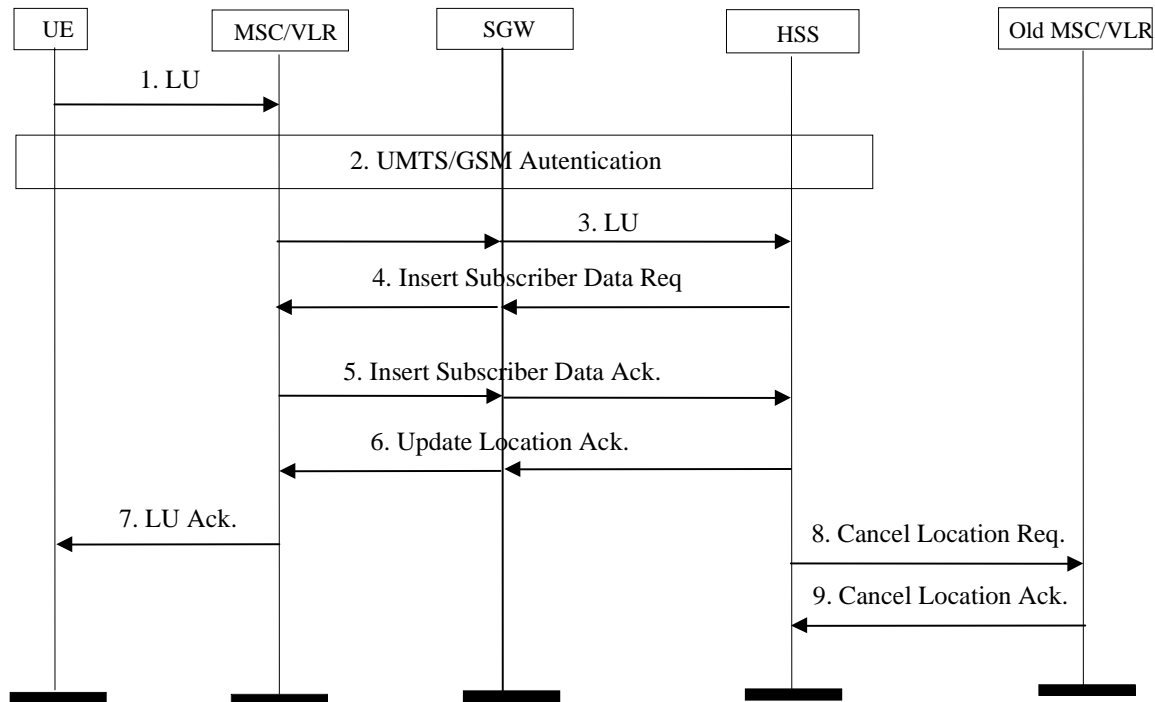 UE
MSC/VLR
SGW
HSS
Old MSC/VLR
1. LU
2. UMTS/GSM Autentication
3. LU
4. Insert Subscriber Data Req
5. Insert Subscriber Data Ack.
6. Update Location Ack.
7. LU Ack.
8. Cancel Location Req.
9. Cancel Location Ack.